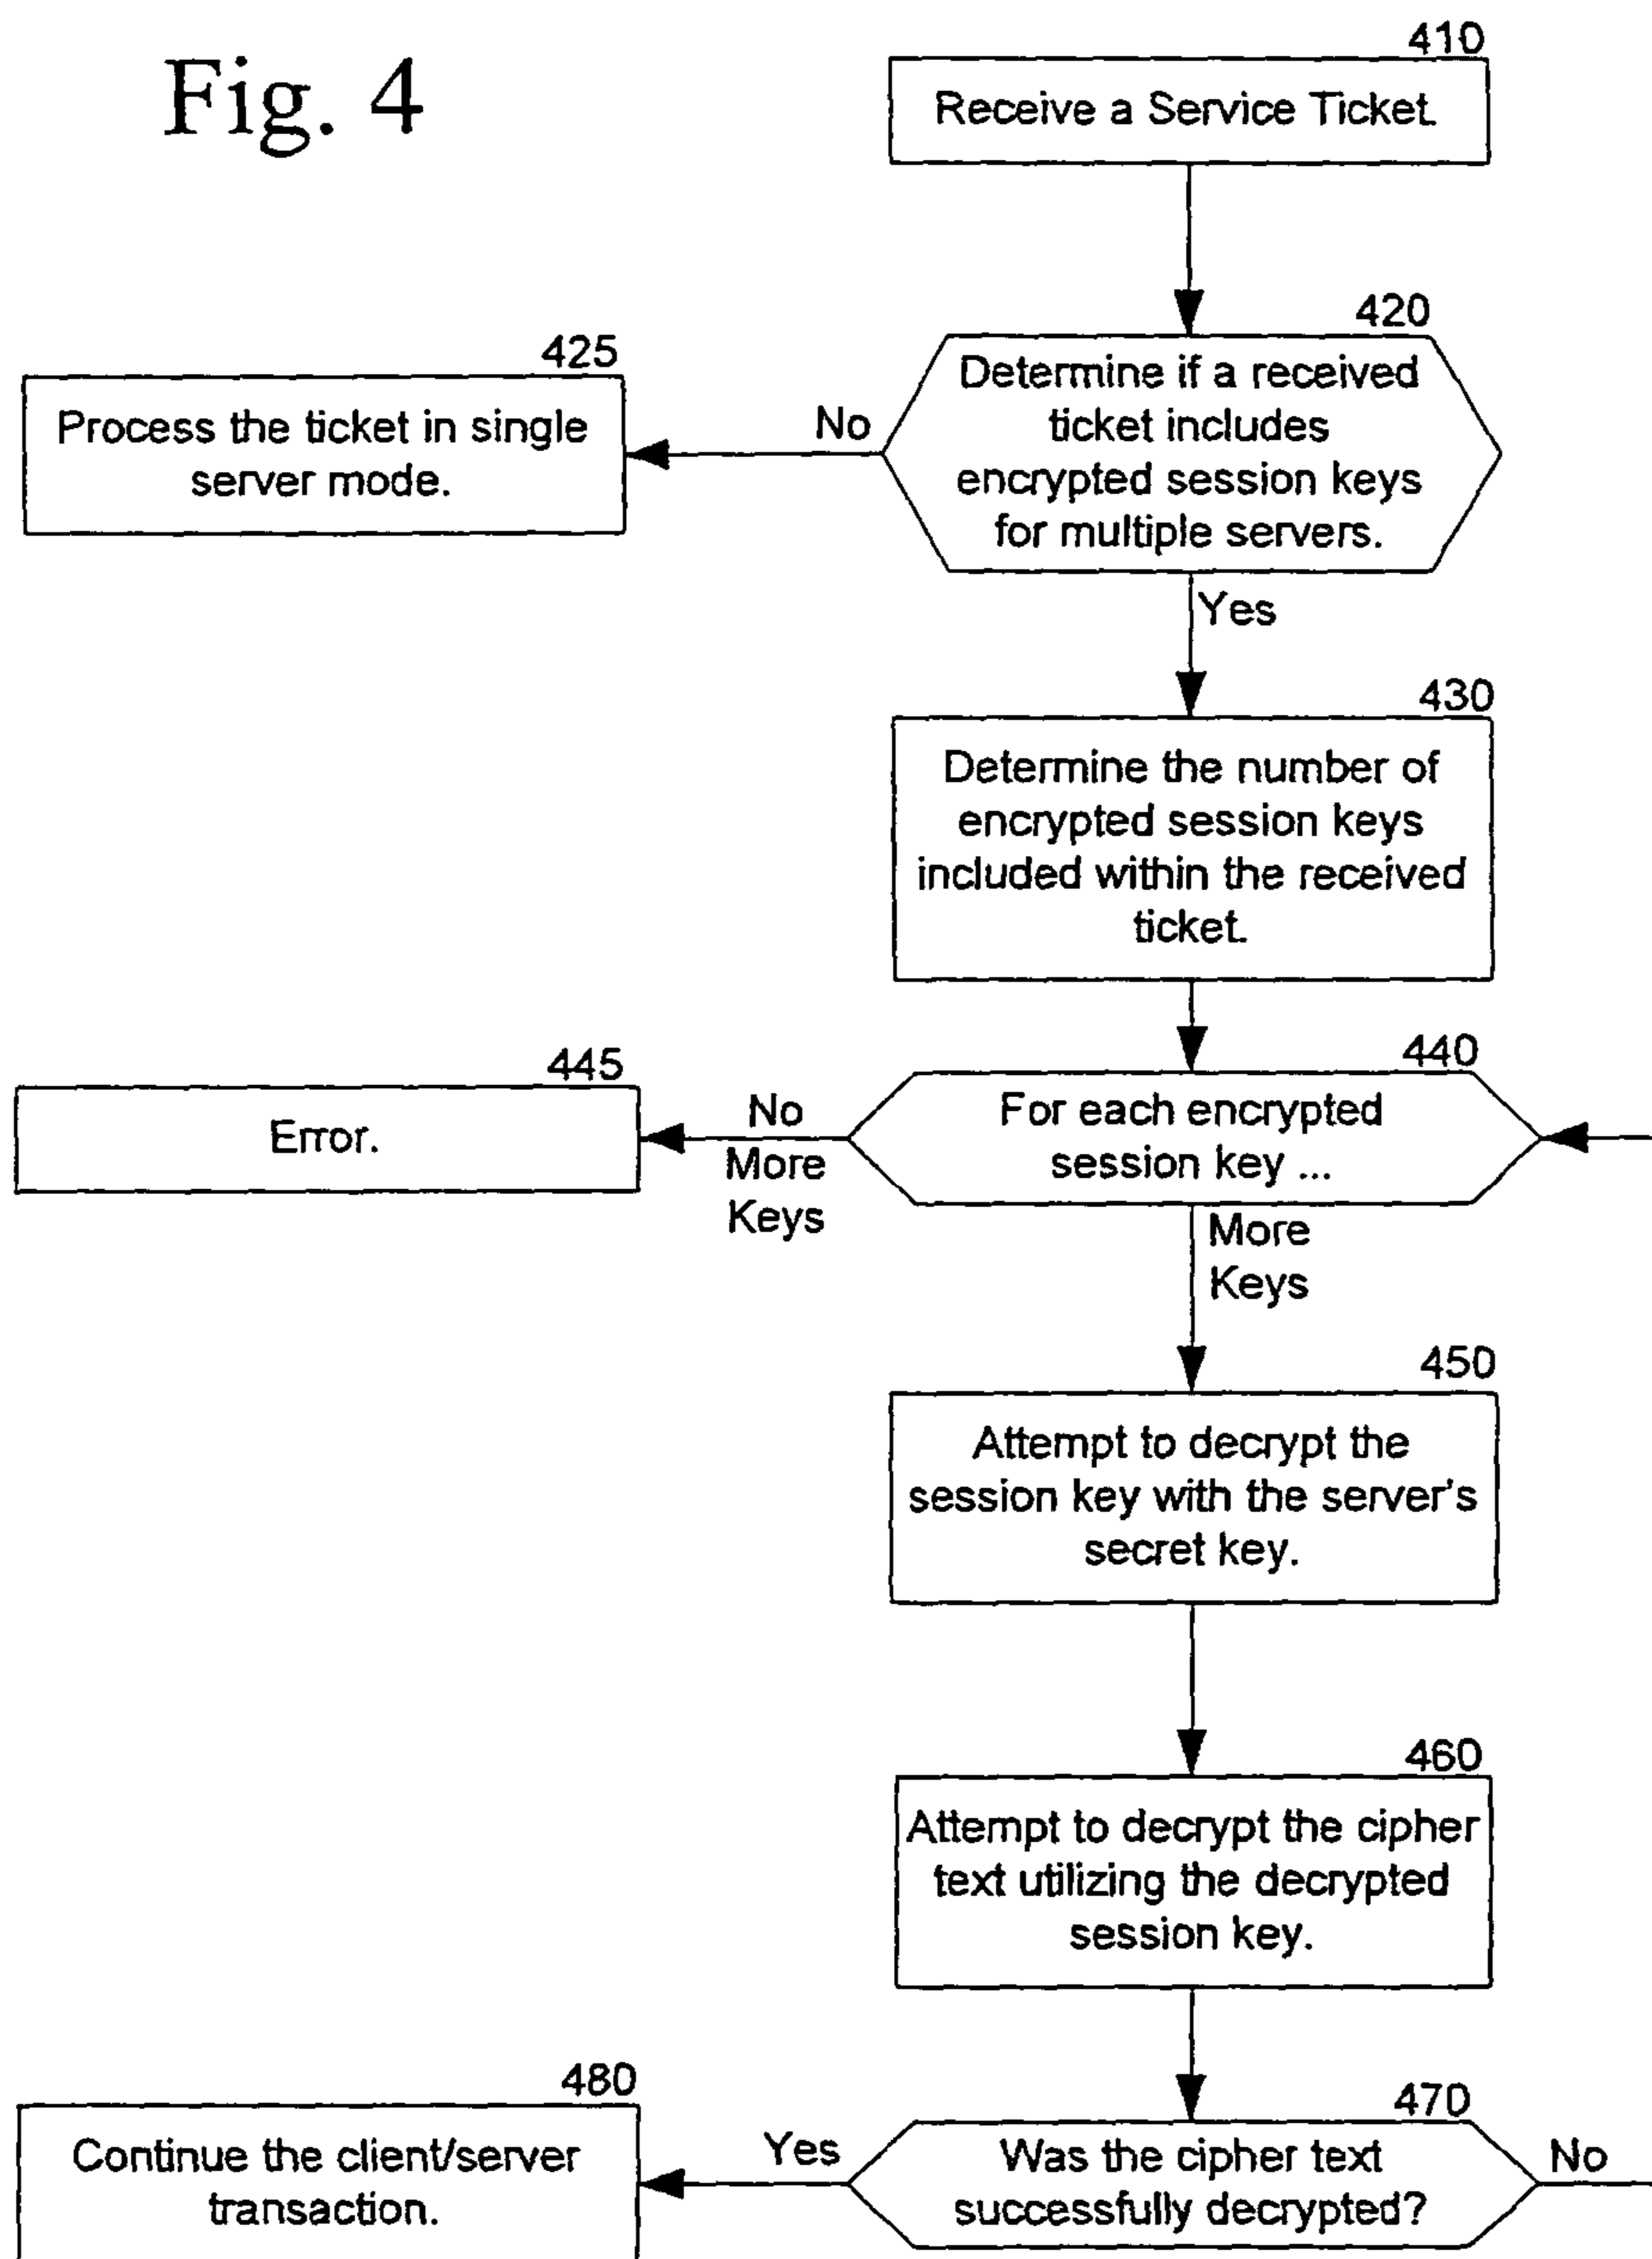 Fig. 4
410
Receive a Service Ticket.
420
Determine if a received
ticket includes
encrypted session keys
for multiple servers.
No
425
Process the ticket in single
server mode.
Yes
430
Determine the number of
encrypted session keys
included within the received
ticket.
440
For each encrypted
session key ...
No
More
Keys
445
Error.
More
Keys
450
Attempt to decrypt the
session key with the server's
secret key.
460
Attempt to decrypt the cipher
text utilizing the decrypted
session key.
470
Was the cipher text
successfully decrypted?
No
Yes
480
Continue the client/server
transaction.